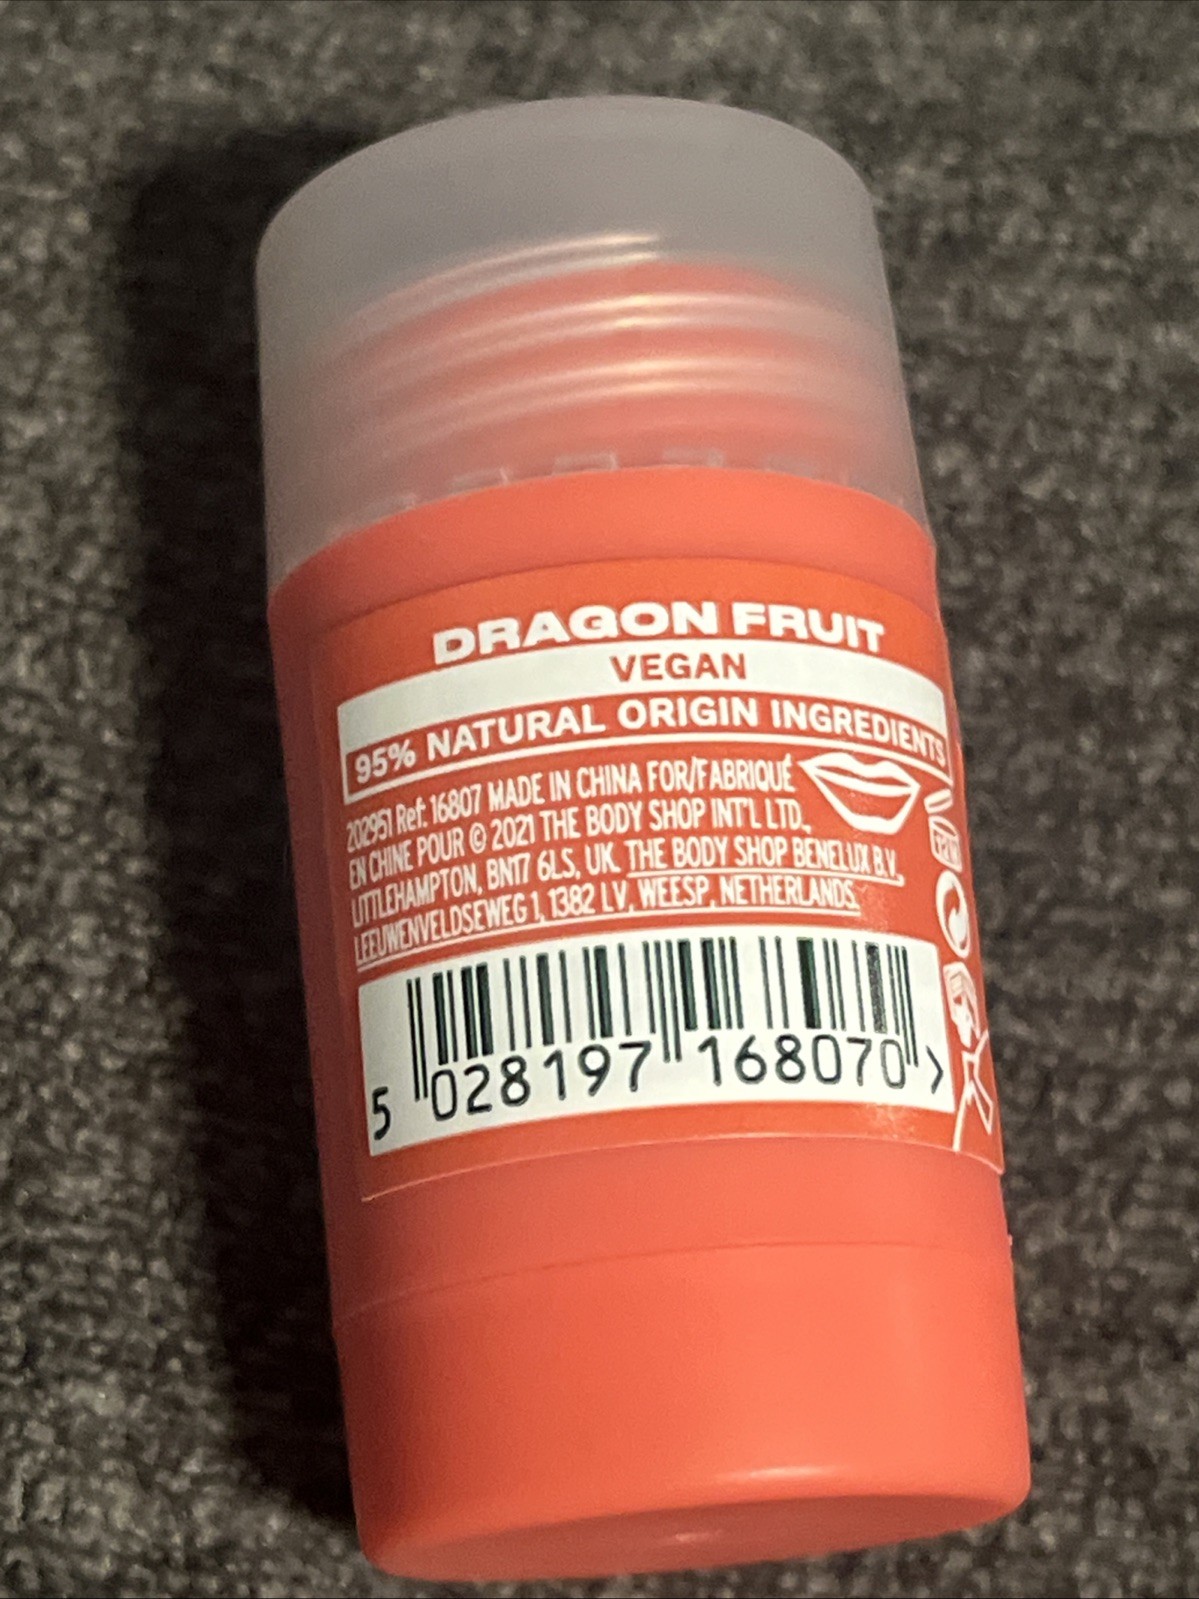 DRAGON FRUIT
VEGAN
95% NATURAL ORIGIN INGREDIENTS
202951 Ref: 16807 MADE IN CHINA FOR/FABRIQUÉ
EN CHINE POUR © 2021 THE BODY SHOP INT'L LTD.,
LITTLEHAMPTON, BN17 6LS, UK. THE BODY SHOP BENELUX B.V.,
LEEUWENVELDSEWEG 1, 1382 LV, WEESP, NETHERLANDS.
5 028197 168070 >